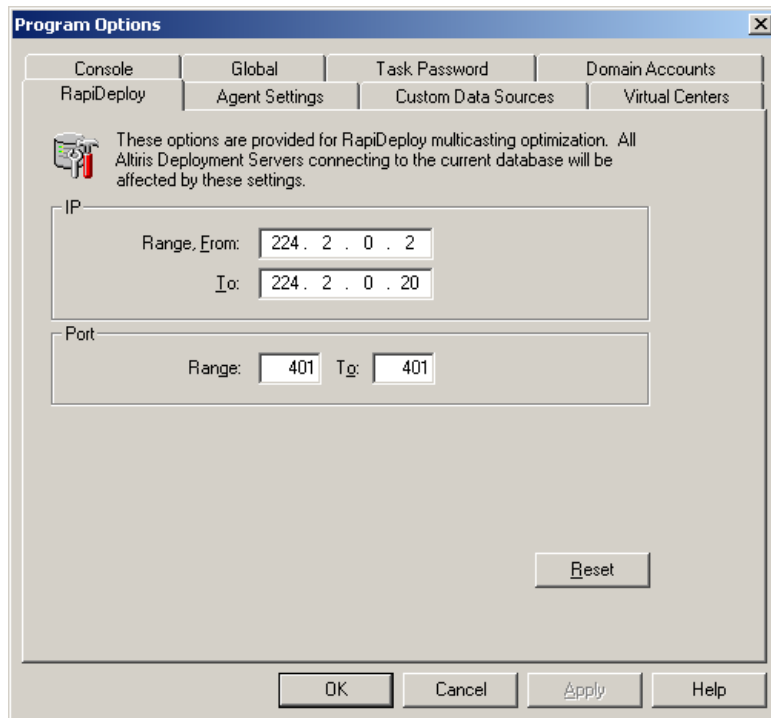 Program Options
Console Global Task Password Domain Accounts
RapiDeploy Agent Settings Custom Data Sources Virtual Centers
These options are provided for RapiDeploy multicasting optimization. All
Altiris Deployment Servers connecting to the current database will be
affected by these settings.
IP
Range, From: 224 . 2 . 0 . 2
To: 224 . 2 . 0 . 20
Port
Range: 401 To: 401
Reset
OK Cancel Apply Help